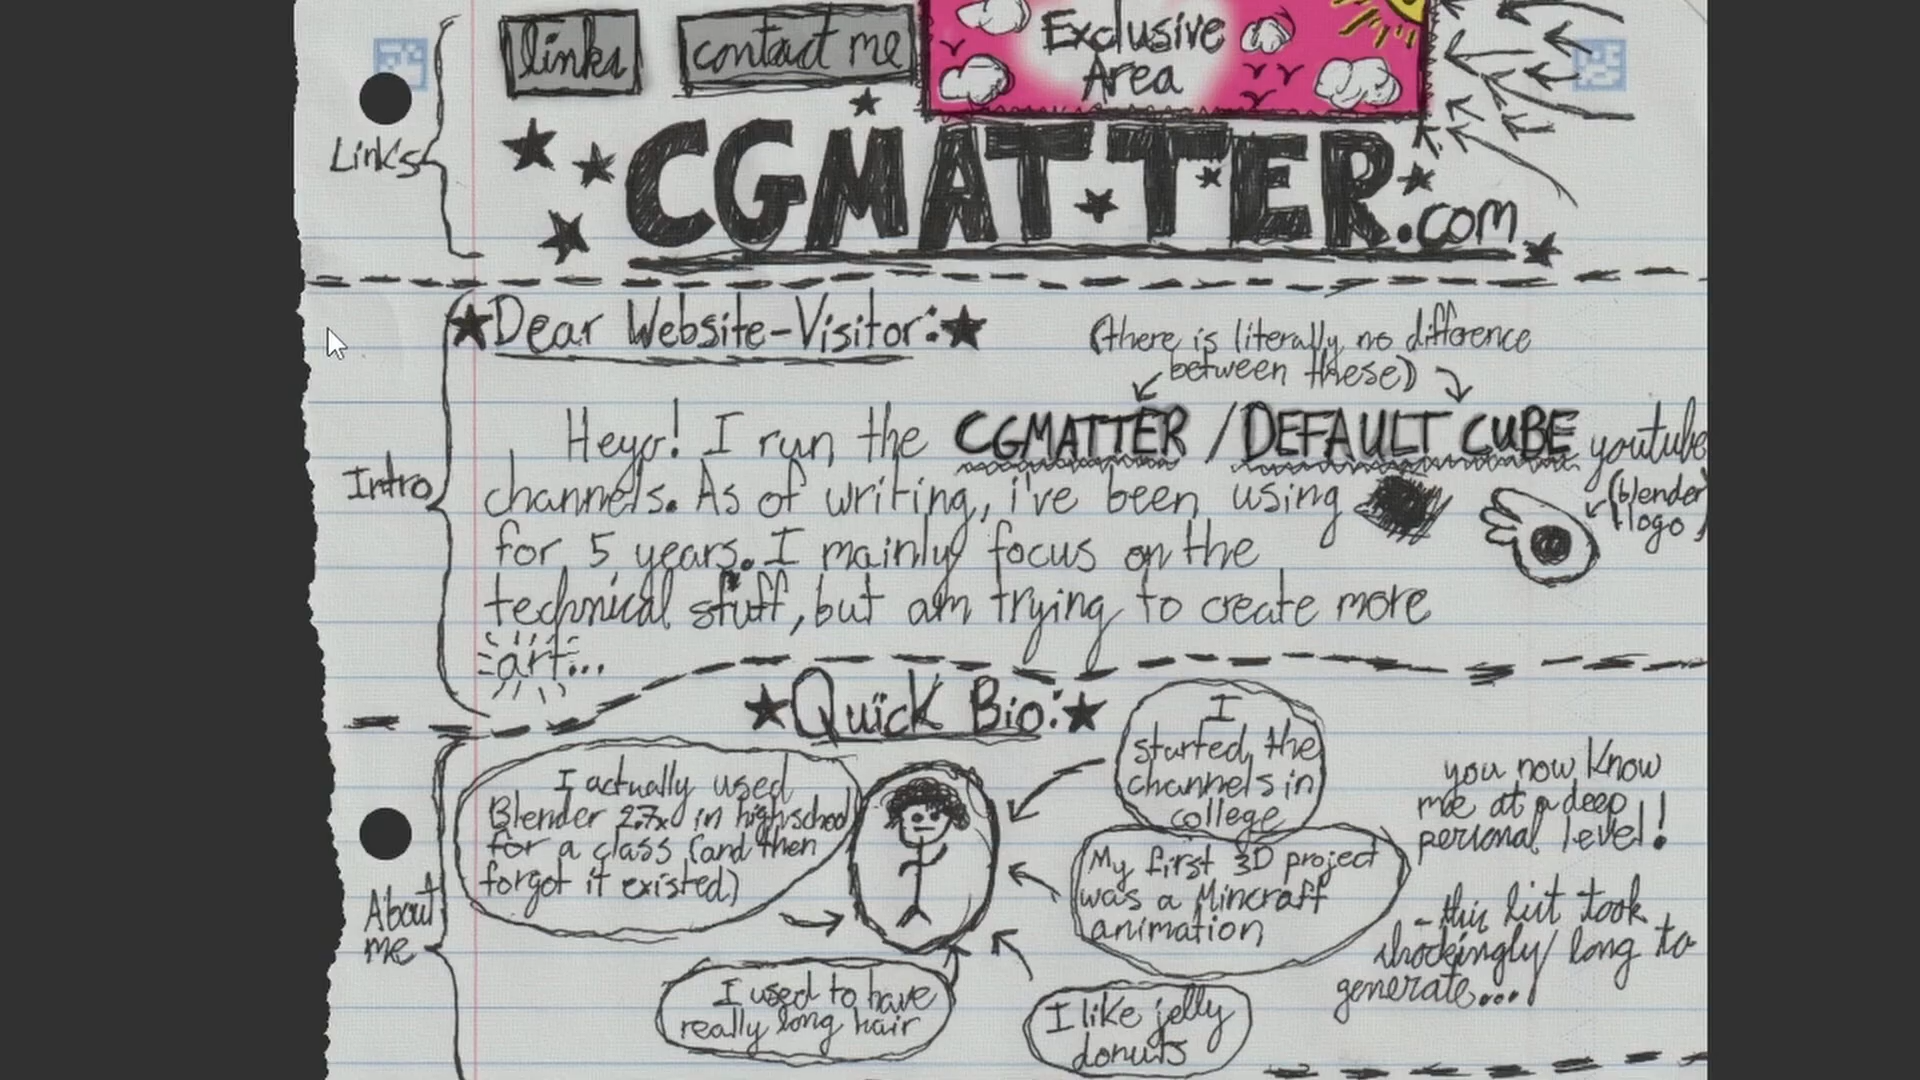 links
contact me
Exclusive
Area
Links
CGMATTER.com
Dear Website-Visitor:
(there is literally no difference
between these)
Heyo! I run the CGMATTER / DEFAULT CUBE youtube
channels. As of writing, i've been using
(blender
logo)
for 5 years. I mainly focus on the
technical stuff, but am trying to create more
art...
Intro
Quick Bio:
I actually used
Blender 2.7x in highschool
for a class (and then
forgot it existed)
I
started the
channels in
college
My first 3D project
was a Mincraft
animation
you now know
me at a deep
personal level!
- this list took
shockingly long to
generate...
About
me
I used to have
really long hair
I like jelly
donuts